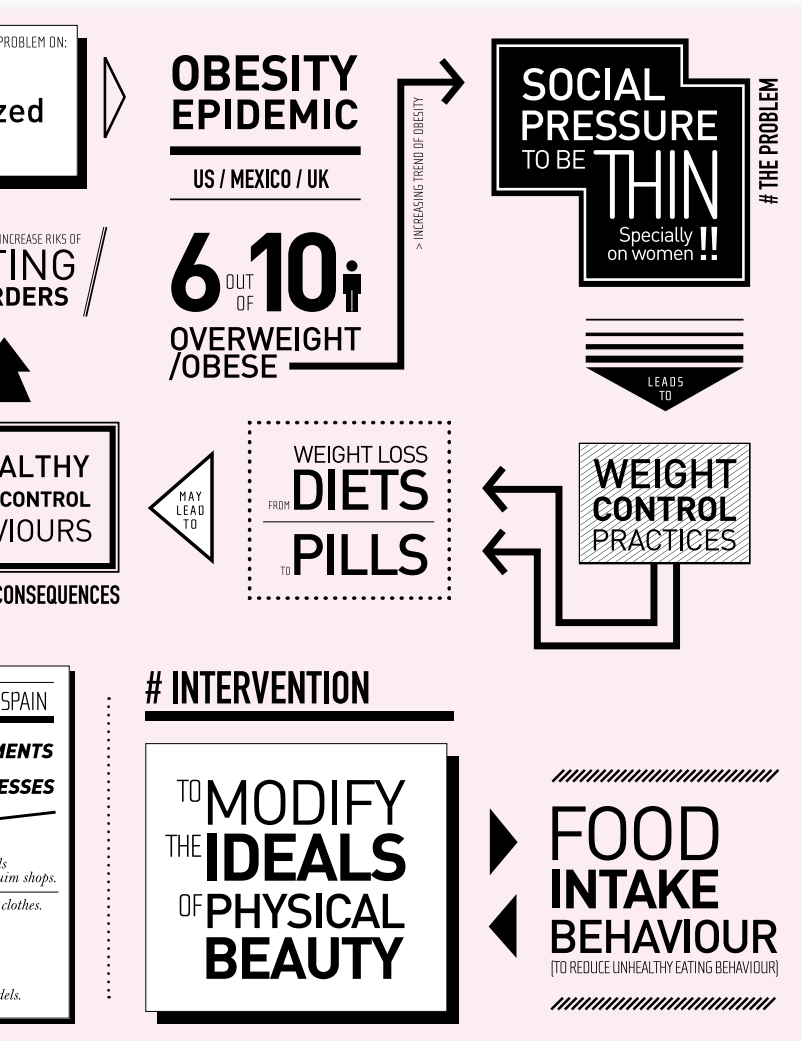 PROBLEM ON:
zed
OBESITY
EPIDEMIC
US / MEXICO / UK
6 OUT OF 10
OVERWEIGHT
/OBESE
> INCREASING TREND OF OBESITY
SOCIAL
PRESSURE
TO BE THIN
Specially
on women !!
# THE PROBLEM
INCREASE RIKS OF
TING
RDERS
LEADS
TO
WEIGHT
CONTROL
PRACTICES
WEIGHT LOSS
FROM DIETS
TO PILLS
MAY
LEAD
TO
ALTHY
CONTROL
VIOURS
CONSEQUENCES
SPAIN
MENTS
ESSES
ls
uim shops.
clothes.
dels.
# INTERVENTION
TO MODIFY
THE IDEALS
OF PHYSICAL
BEAUTY
FOOD
INTAKE
BEHAVIOUR
(TO REDUCE UNHEALTHY EATING BEHAVIOUR)